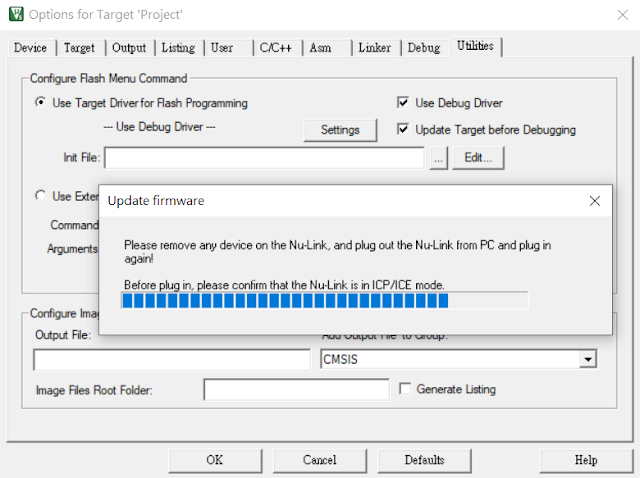 Options for Target 'Project'
Device Target Output Listing User C/C++ Asm Linker Debug Utilities
Configure Flash Menu Command
Use Target Driver for Flash Programming
Use Debug Driver
--- Use Debug Driver ---
Settings
Update Target before Debugging
Init File:
...
Edit...
Use Exter
Update firmware
Command
Please remove any device on the Nu-Link, and plug out the Nu-Link from PC and plug in
again!
Arguments
Before plug in, please confirm that the Nu-Link is in ICP/ICE mode.
Configure Ima
Output File:
Add Output File to Group:
CMSIS
Image Files Root Folder:
Generate Listing
OK
Cancel
Defaults
Help